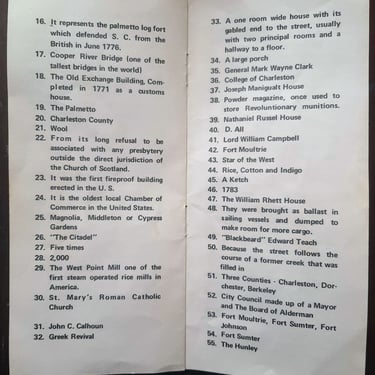 16. It represents the palmetto log fort
which defended S. C. from the
British in June 1776.
17. Cooper River Bridge (one of the
tallest bridges in the world)
18. The Old Exchange Building, Com-
pleted in 1771 as a customs
house.
19. The Palmetto
20. Charleston County
21. Wool
22. From its long refusal to be
associated with any presbytery
outside the direct jurisdiction of
the Church of Scotland.
23. It was the first fireproof building
erected in the U. S.
24. It is the oldest local Chamber of
Commerce in the United States.
25. Magnolia, Middleton or Cypress
Gardens
26. "The Citadel"
27. Five times
28. 2,000
29. The West Point Mill one of the
first steam operated rice mills in
America.
30. St. Mary's Roman Catholic
Church
31. John C. Calhoun
32. Greek Revival
33. A one room wide house with its
gabled end to the street, usually
with two principal rooms and a
hallway to a floor.
34. A large porch
35. General Mark Wayne Clark
36. College of Charleston
37. Joseph Manigualt House
38. Powder magazine, once used to
store Revoluntionary munitions.
39. Nathaniel Russel House
40. D. All
41. Lord William Campbell
42. Fort Moultrie
43. Star of the West
44. Rice, Cotton and Indigo
45. A Ketch
46. 1783
47. The William Rhett House
48. They were brought as ballast in
sailing vessels and dumped to
make room for more cargo.
49. "Blackbeard" Edward Teach
50. Because the street follows the
course of a former creek that was
filled in
51. Three Counties - Charleston, Dor-
chester, Berkeley
52. City Council made up of a Mayor
and The Board of Alderman
53. Fort Moultrie, Fort Sumter, Fort
Johnson
54. Fort Sumter
55. The Hunley